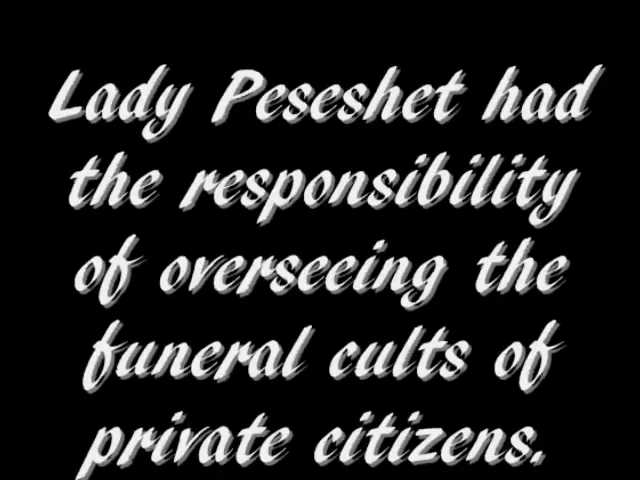 Lady Peseshet had
the responsibility
of overseeing the
funeral cults of
private citizens.